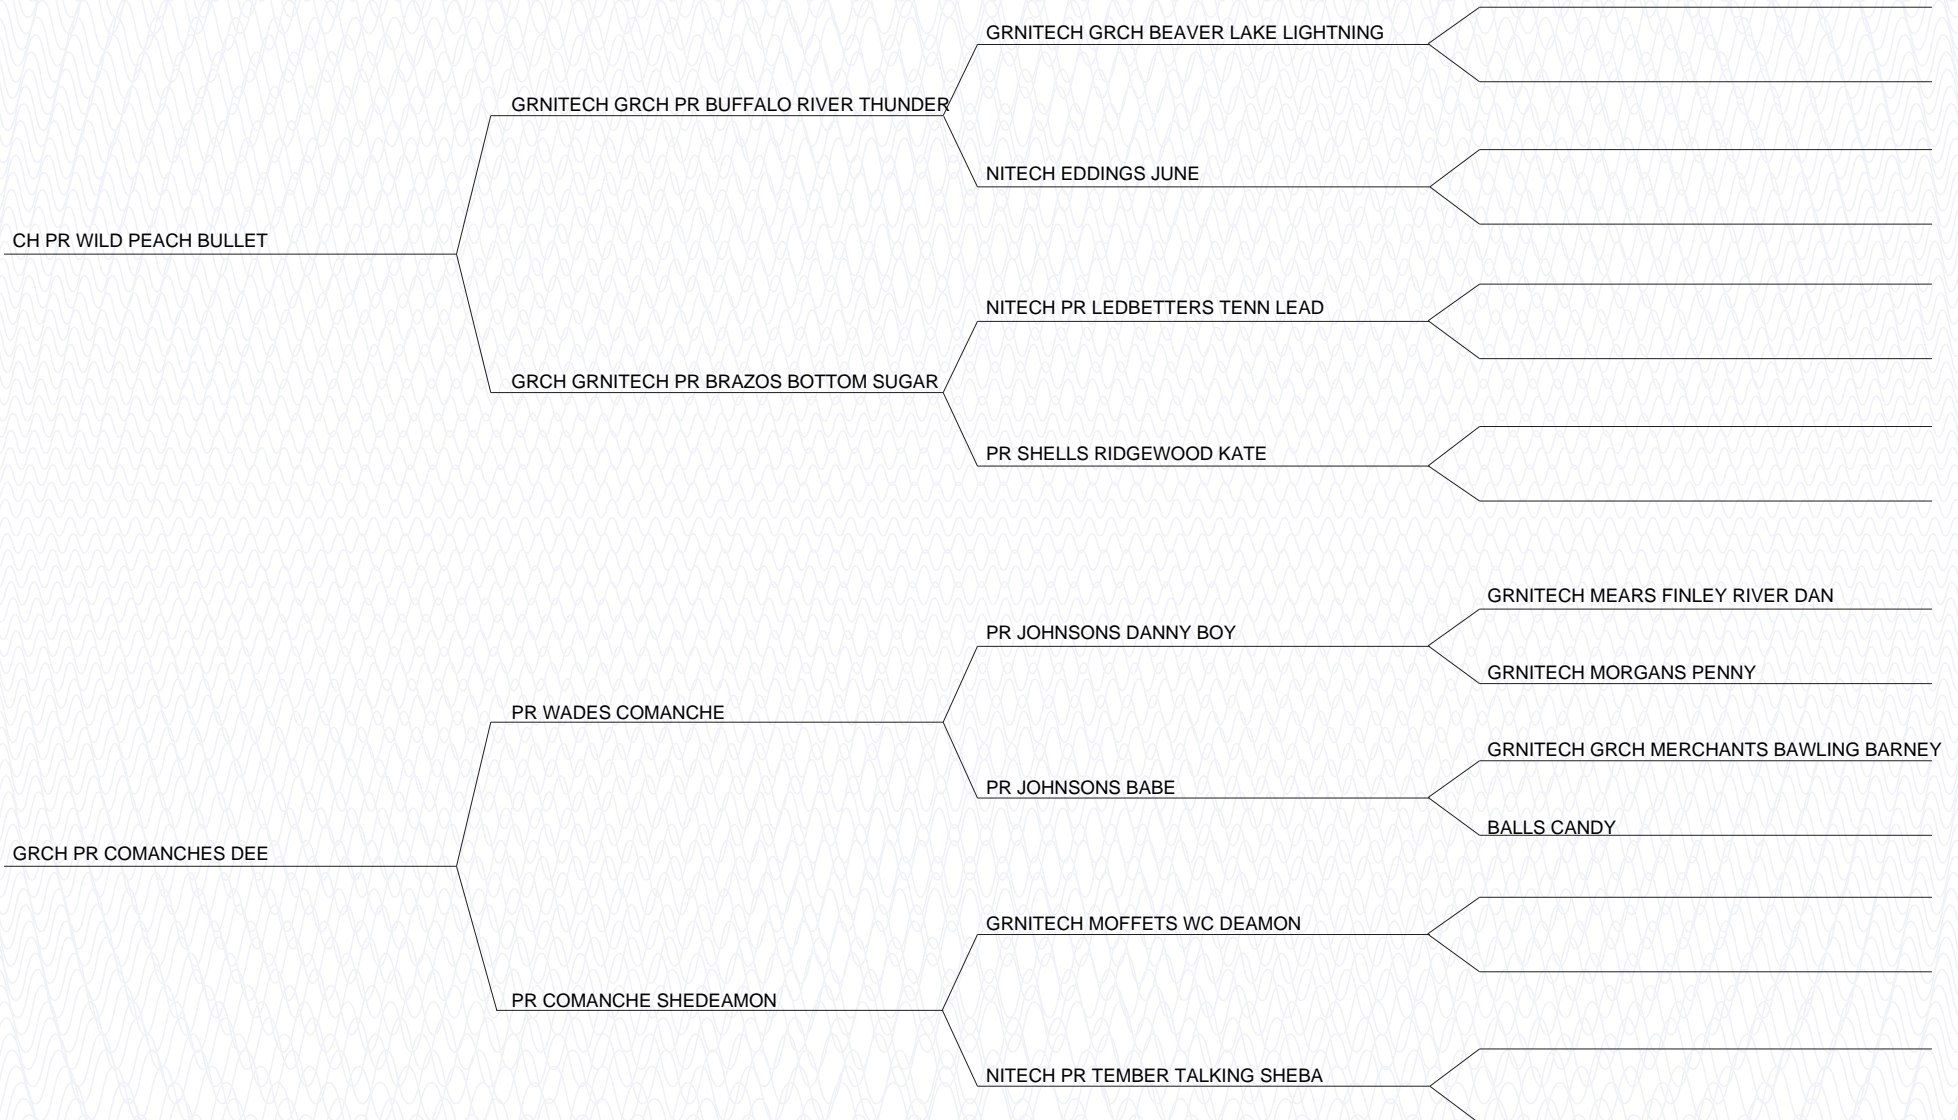 GRNITECH GRCH BEAVER LAKE LIGHTNING
GRNITECH GRCH PR BUFFALO RIVER THUNDER
NITECH EDDINGS JUNE
CH PR WILD PEACH BULLET
NITECH PR LEDBETTERS TENN LEAD
GRCH GRNITECH PR BRAZOS BOTTOM SUGAR
PR SHELLS RIDGEWOOD KATE
GRNITECH MEARS FINLEY RIVER DAN
PR JOHNSONS DANNY BOY
GRNITECH MORGANS PENNY
PR WADES COMANCHE
GRNITECH GRCH MERCHANTS BAWLING BARNEY
PR JOHNSONS BABE
BALLS CANDY
GRCH PR COMANCHES DEE
GRNITECH MOFFETS WC DEAMON
PR COMANCHE SHEDEAMON
NITECH PR TEMBER TALKING SHEBA